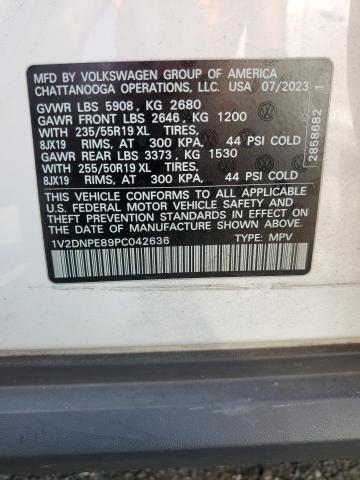 MFD BY VOLKSWAGEN GROUP OF AMERICA
CHATTANOOGA OPERATIONS, LLC. USA 07/2023
GVWR LBS 5908, KG 2680
GAWR FRONT LBS 2646, KG 1200
WITH 235/55R19 XL TIRES,
8JX19 RIMS, AT 300 KPA, 44 PSI COLD
GAWR REAR LBS 3373, KG 1530
WITH 255/50R19 XL TIRES,
8JX19 RIMS, AT 300 KPA, 44 PSI COLD
THIS VEHICLE CONFORMS TO ALL APPLICABLE
U.S. FEDERAL MOTOR VEHICLE SAFETY AND
THEFT PREVENTION STANDARDS IN EFFECT ON
THE DATE OF MANUFACTURE SHOWN ABOVE.
1V2DNPE89PC042636 TYPE: MPV
2858682
1